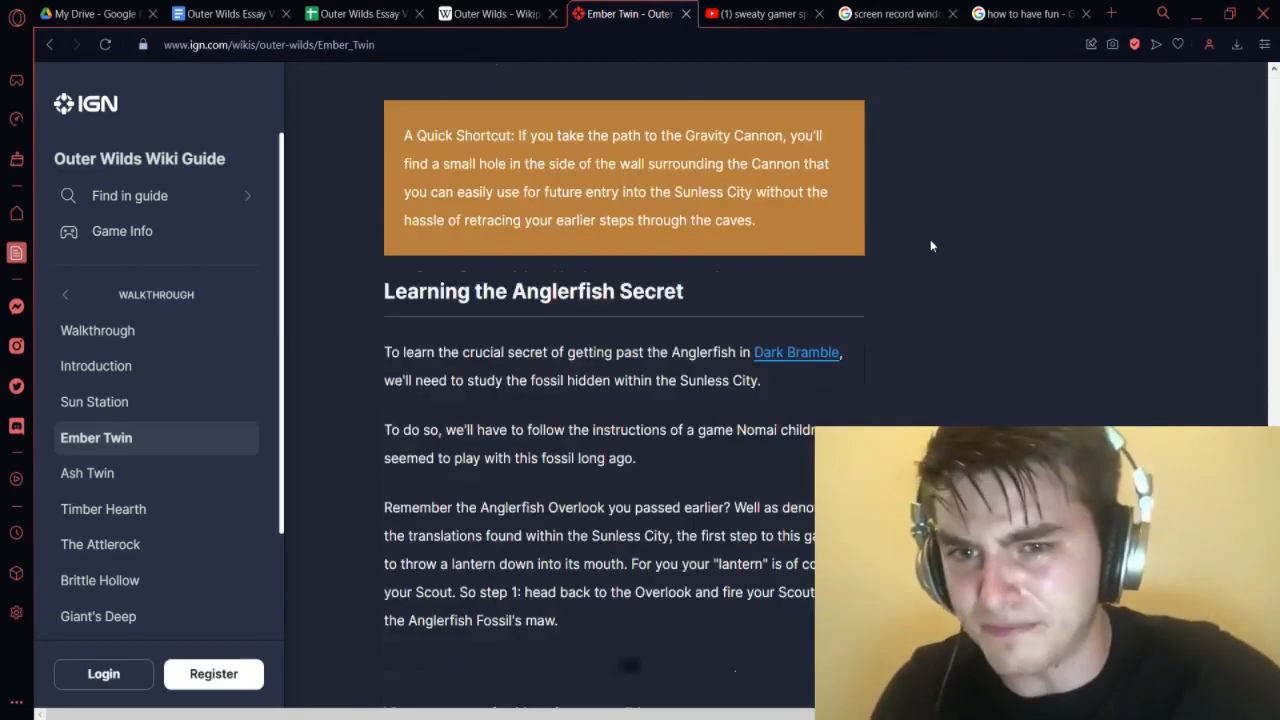 My Drive - Google D
Outer Wilds Essay V
Outer Wilds Essay V
Outer Wilds - Wikip
Ember Twin - Outer
(1) sweaty gamer sp
screen record wind
how to have fun - G
www.ign.com/wikis/outer-wilds/Ember_Twin
IGN
Outer Wilds Wiki Guide
Find in guide
Game Info
WALKTHROUGH
Walkthrough
Introduction
Sun Station
Ember Twin
Ash Twin
Timber Hearth
The Attlerock
Brittle Hollow
Giant's Deep
Login
Register
A Quick Shortcut: If you take the path to the Gravity Cannon, you'll
find a small hole in the side of the wall surrounding the Cannon that
you can easily use for future entry into the Sunless City without the
hassle of retracing your earlier steps through the caves.
Learning the Anglerfish Secret
To learn the crucial secret of getting past the Anglerfish in Dark Bramble,
we'll need to study the fossil hidden within the Sunless City.
To do so, we'll have to follow the instructions of a game Nomai childr
seemed to play with this fossil long ago.
Remember the Anglerfish Overlook you passed earlier? Well as deno
the translations found within the Sunless City, the first step to this ga
to throw a lantern down into its mouth. For you your "lantern" is of co
your Scout. So step 1: head back to the Overlook and fire your Scout
the Anglerfish Fossil's maw.